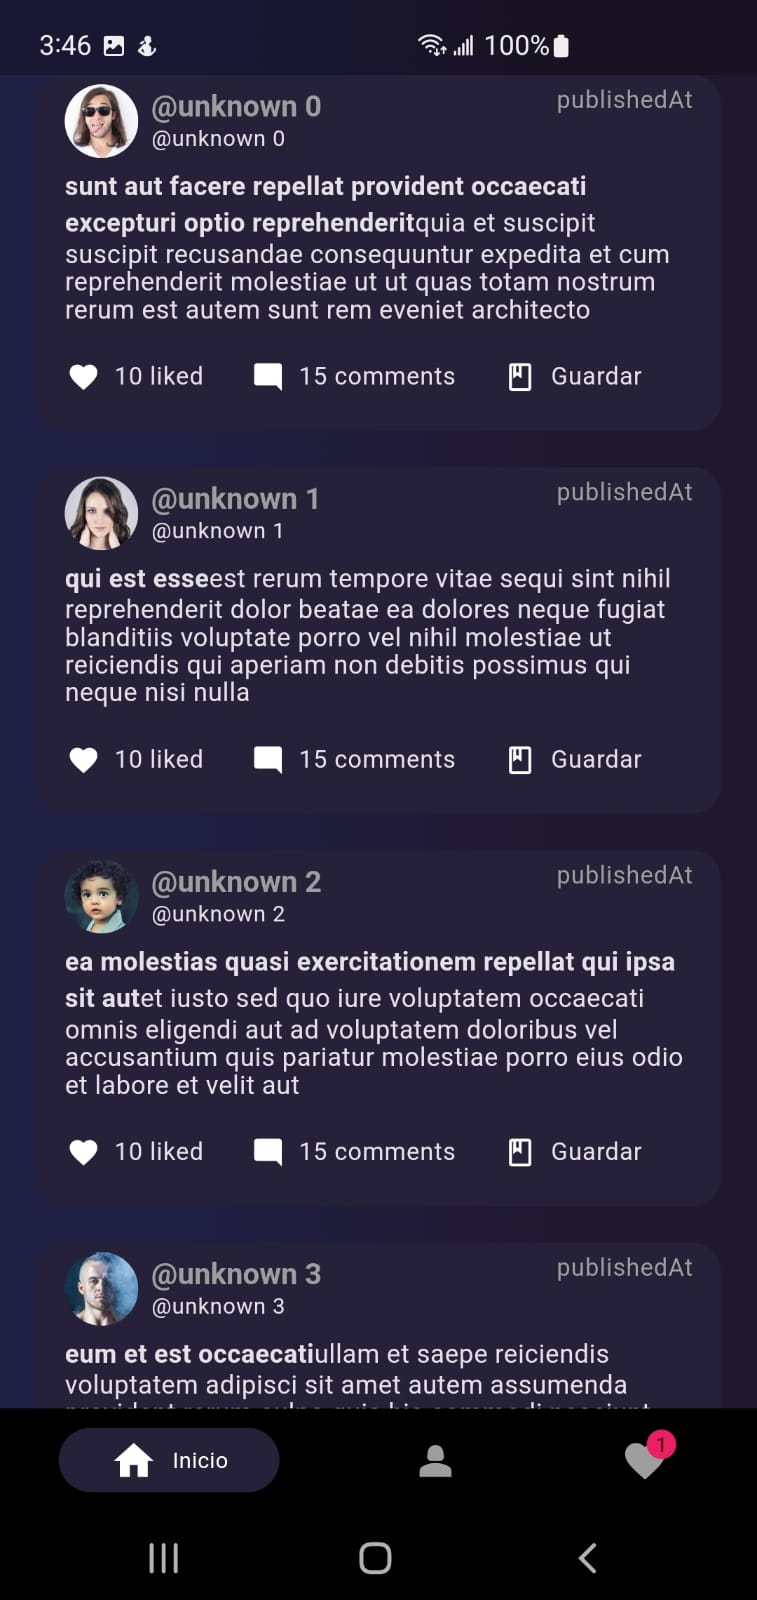 3:46 100%
@unknown 0 publishedAt
@unknown 0
sunt aut facere repellat provident occaecati
excepturi optio reprehenderitquia et suscipit
suscipit recusandae consequuntur expedita et cum
reprehenderit molestiae ut ut quas totam nostrum
rerum est autem sunt rem eveniet architecto
10 liked 15 comments Guardar
@unknown 1 publishedAt
@unknown 1
qui est esseest rerum tempore vitae sequi sint nihil
reprehenderit dolor beatae ea dolores neque fugiat
blanditiis voluptate porro vel nihil molestiae ut
reiciendis qui aperiam non debitis possimus qui
neque nisi nulla
10 liked 15 comments Guardar
@unknown 2 publishedAt
@unknown 2
ea molestias quasi exercitationem repellat qui ipsa
sit autet iusto sed quo iure voluptatem occaecati
omnis eligendi aut ad voluptatem doloribus vel
accusantium quis pariatur molestiae porro eius odio
et labore et velit aut
10 liked 15 comments Guardar
@unknown 3 publishedAt
@unknown 3
eum et est occaecatiullam et saepe reiciendis
voluptatem adipisci sit amet autem assumenda
Inicio 1